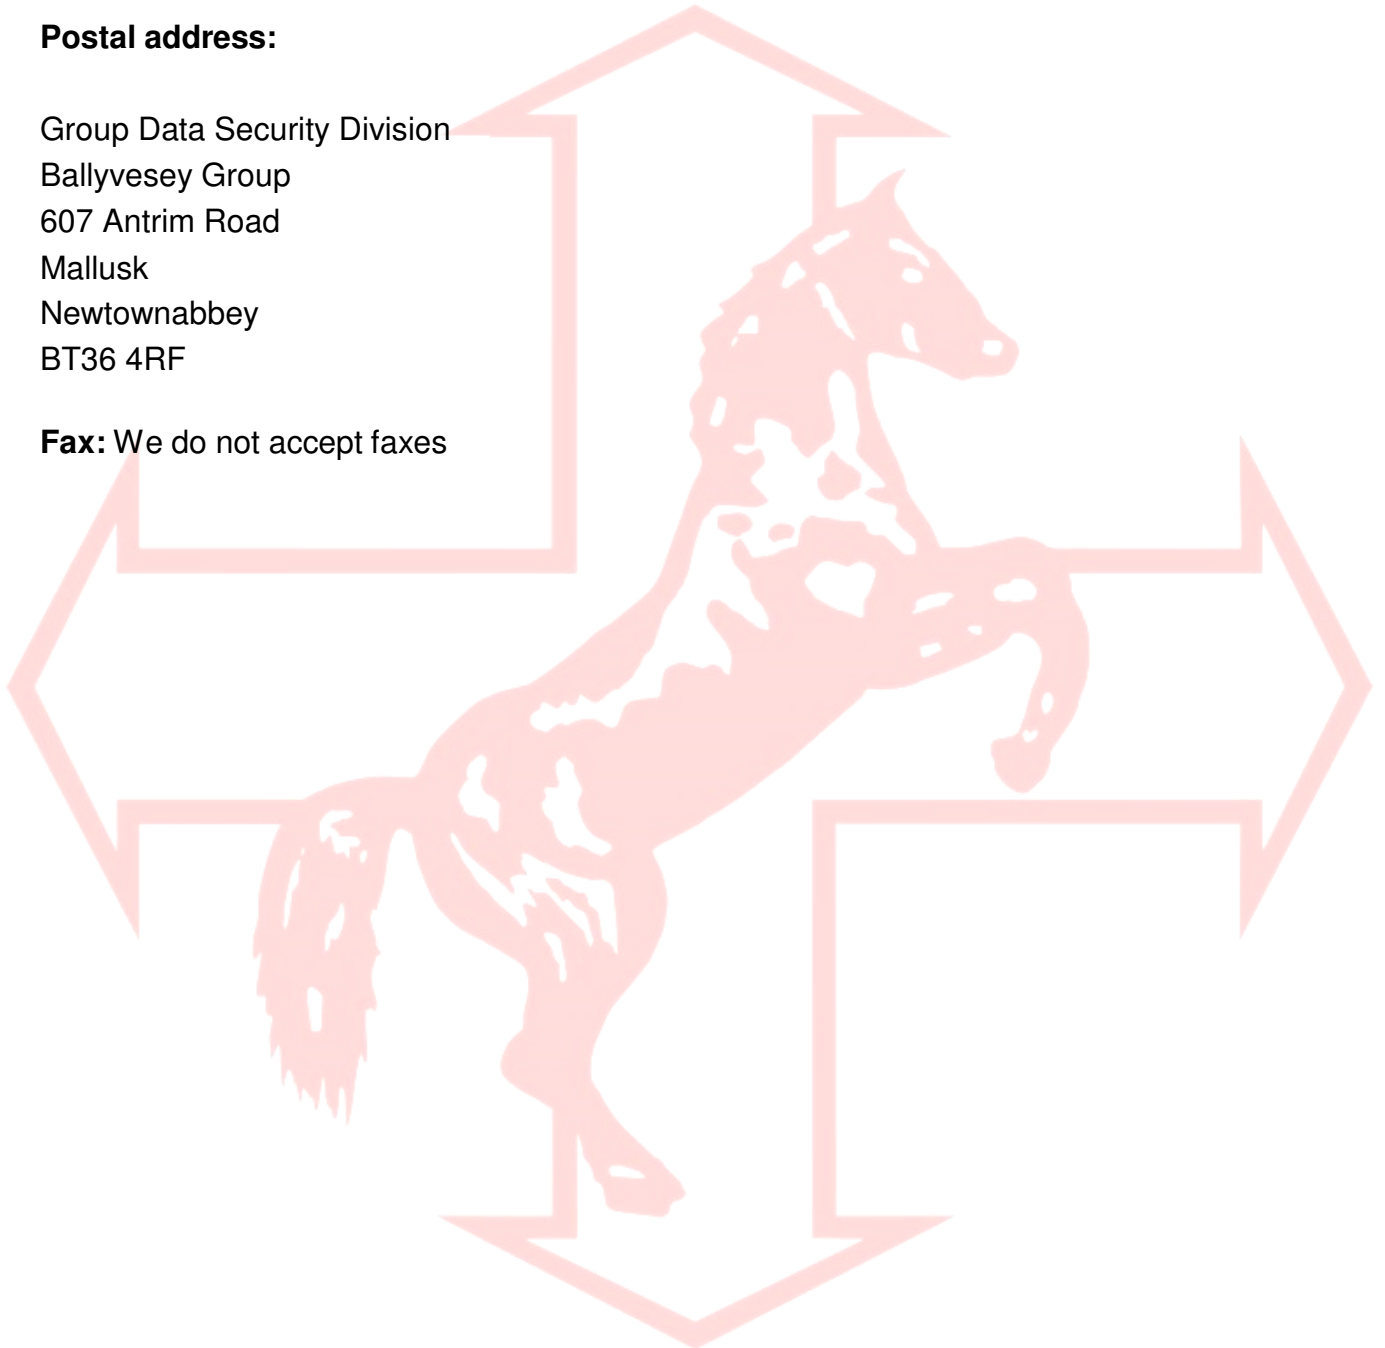 Postal address:
Group Data Security Division
Ballyvesey Group
607 Antrim Road
Mallusk
Newtownabbey
BT36 4RF
Fax: We do not accept faxes